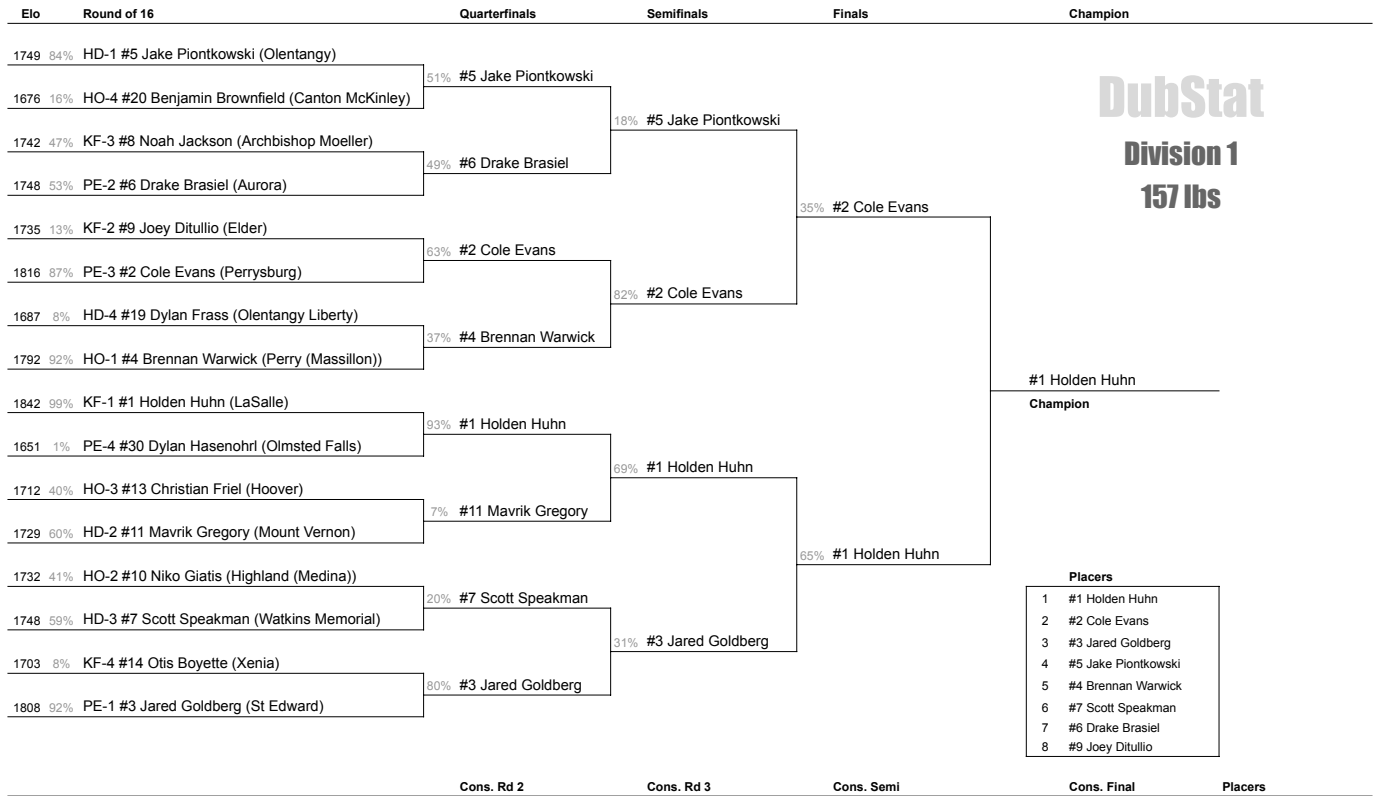 Elo Round of 16 Quarterfinals Semifinals Finals Champion
1749 84% HD-1 #5 Jake Piontkowski (Olentangy)
51% #5 Jake Piontkowski
1676 16% HO-4 #20 Benjamin Brownfield (Canton McKinley)
DubStat
18% #5 Jake Piontkowski
1742 47% KF-3 #8 Noah Jackson (Archbishop Moeller)
Division 1
49% #6 Drake Brasiel
1748 53% PE-2 #6 Drake Brasiel (Aurora)
157 lbs
35% #2 Cole Evans
1735 13% KF-2 #9 Joey Ditullio (Elder)
63% #2 Cole Evans
1816 87% PE-3 #2 Cole Evans (Perrysburg)
82% #2 Cole Evans
1687 8% HD-4 #19 Dylan Frass (Olentangy Liberty)
37% #4 Brennan Warwick
1792 92% HO-1 #4 Brennan Warwick (Perry (Massillon))
#1 Holden Huhn
1842 99% KF-1 #1 Holden Huhn (LaSalle)
Champion
93% #1 Holden Huhn
1651 1% PE-4 #30 Dylan Hasenohrl (Olmsted Falls)
69% #1 Holden Huhn
1712 40% HO-3 #13 Christian Friel (Hoover)
7% #11 Mavrik Gregory
1729 60% HD-2 #11 Mavrik Gregory (Mount Vernon)
65% #1 Holden Huhn
1732 41% HO-2 #10 Niko Giatis (Highland (Medina))
20% #7 Scott Speakman
1748 59% HD-3 #7 Scott Speakman (Watkins Memorial)
31% #3 Jared Goldberg
1703 8% KF-4 #14 Otis Boyette (Xenia)
80% #3 Jared Goldberg
1808 92% PE-1 #3 Jared Goldberg (St Edward)
Placers
1 #1 Holden Huhn
2 #2 Cole Evans
3 #3 Jared Goldberg
4 #5 Jake Piontkowski
5 #4 Brennan Warwick
6 #7 Scott Speakman
7 #6 Drake Brasiel
8 #9 Joey Ditullio
Cons. Rd 2 Cons. Rd 3 Cons. Semi Cons. Final Placers